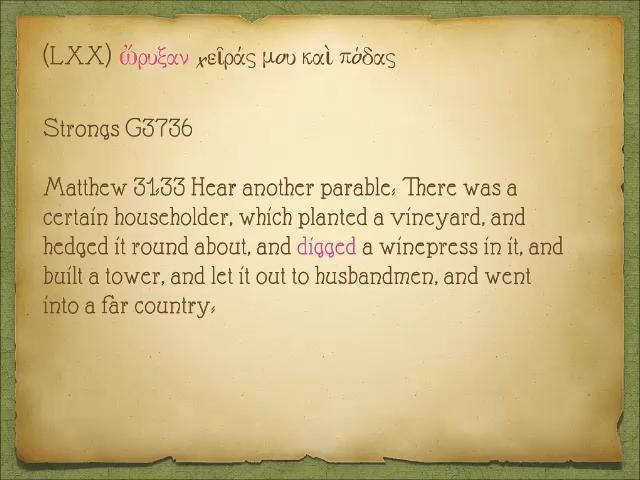 (LXX) ὤρυξαν χεῖράς μου καὶ πόδας
Strongs G3736
Matthew 31:33 Hear another parable: There was a
certain householder, which planted a vineyard, and
hedged it round about, and digged a winepress in it, and
built a tower, and let it out to husbandmen, and went
into a far country: